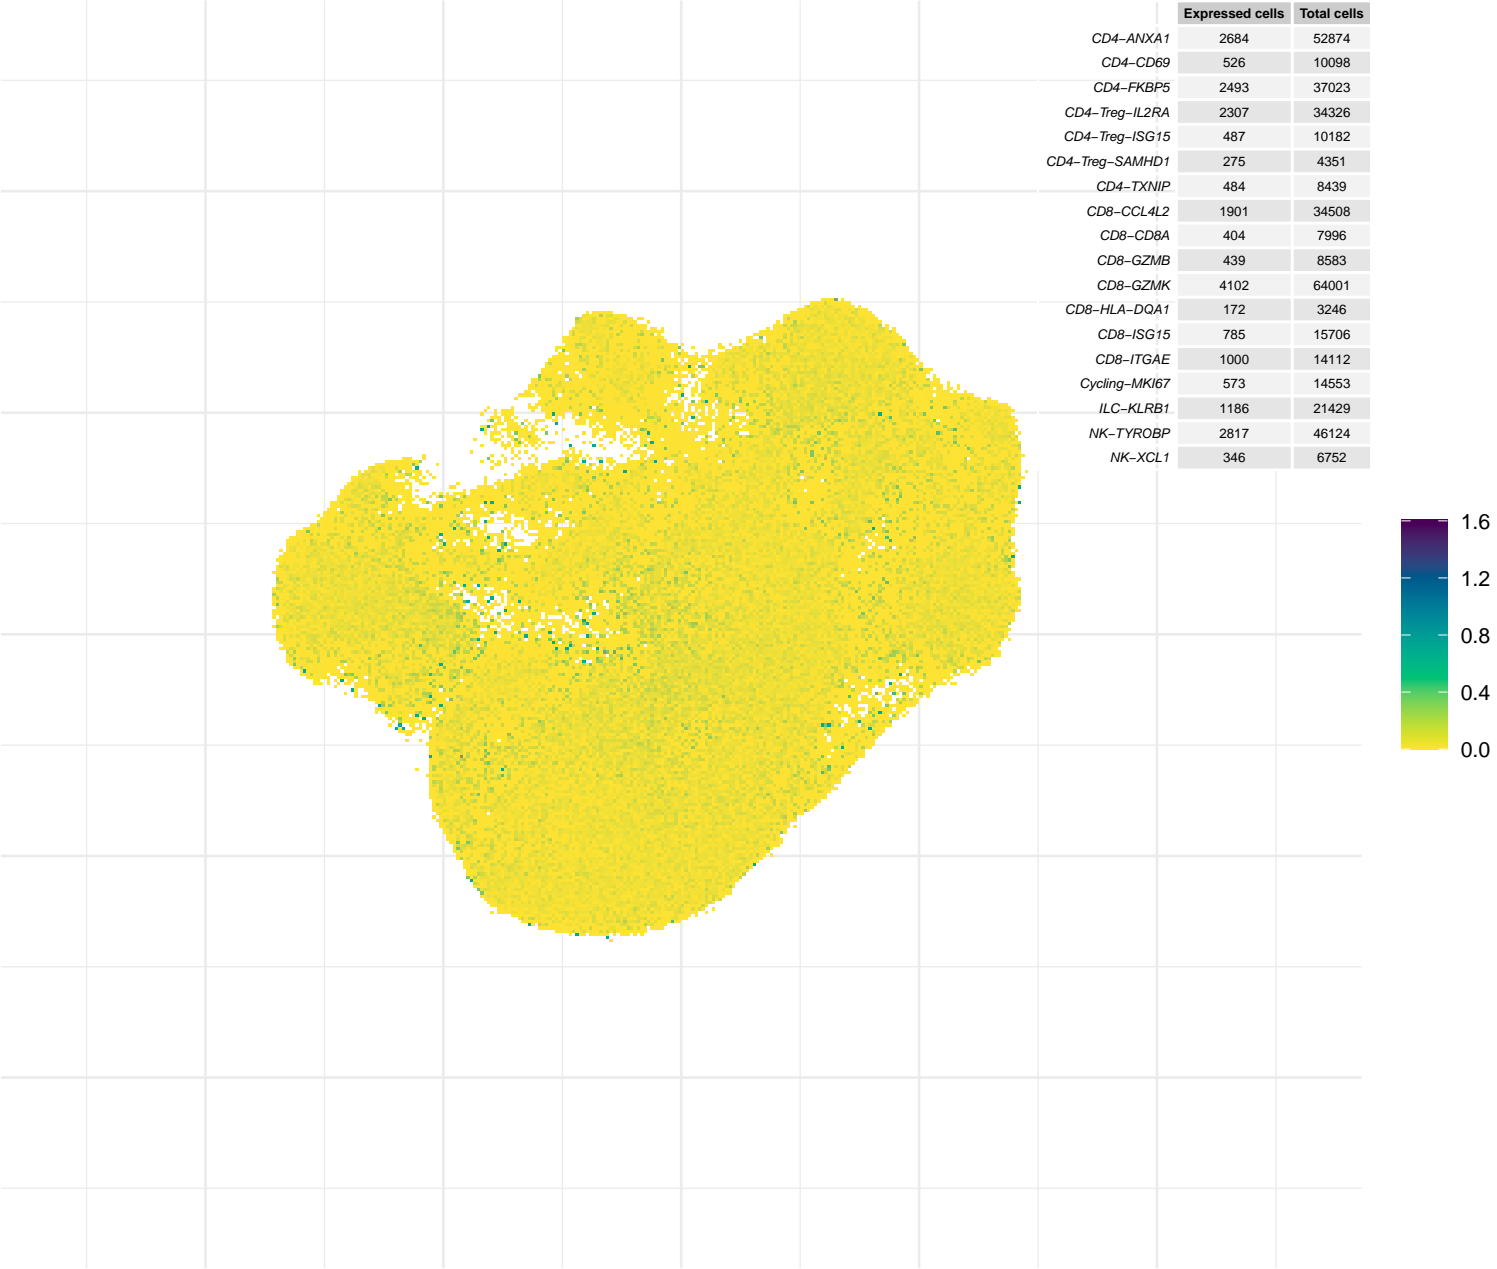 Expressed cells Total cells
CD4−ANXA1 2684 52874
CD4−CD69 526 10098
CD4−FKBP5 2493 37023
CD4−Treg−IL2RA 2307 34326
CD4−Treg−ISG15 487 10182
CD4−Treg−SAMHD1 275 4351
CD4−TXNIP 484 8439
CD8−CCL4L2 1901 34508
CD8−CD8A 404 7996
CD8−GZMB 439 8583
CD8−GZMK 4102 64001
CD8−HLA−DQA1 172 3246
CD8−ISG15 785 15706
CD8−ITGAE 1000 14112
Cycling−MKI67 573 14553
ILC−KLRB1 1186 21429
NK−TYROBP 2817 46124
NK−XCL1 346 6752
1.6
1.2
0.8
0.4
0.0